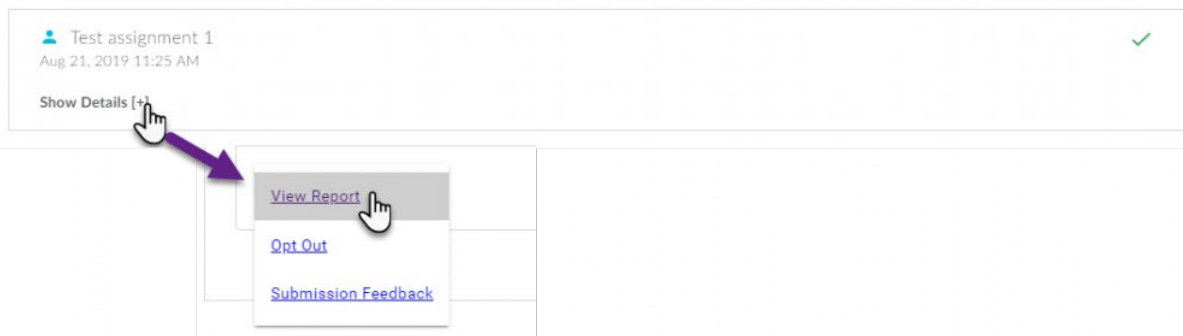 Test assignment 1
Aug 21, 2019 11:25 AM
Show Details [+]
View Report
Opt Out
Submission Feedback